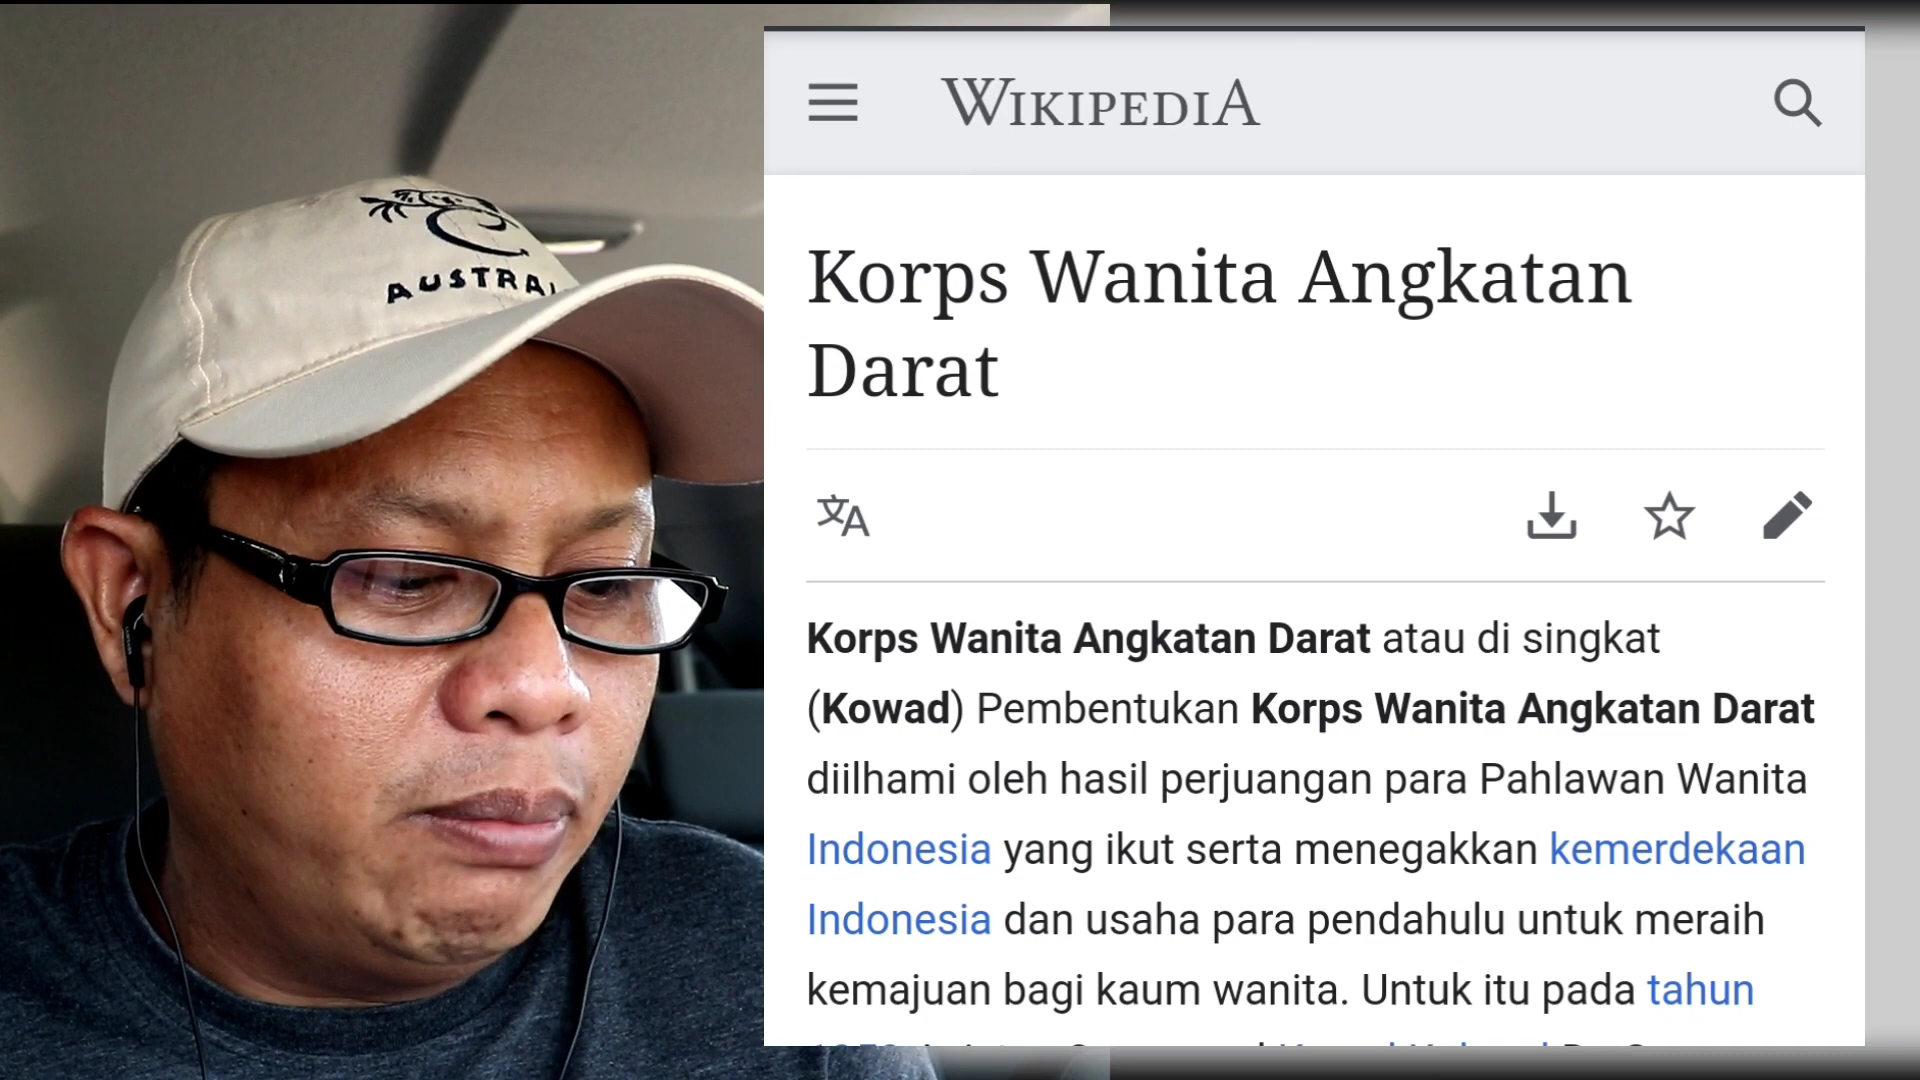 AUSTRAL
WIKIPEDIA
Korps Wanita Angkatan
Darat
Korps Wanita Angkatan Darat atau di singkat
(Kowad) Pembentukan Korps Wanita Angkatan Darat
diilhami oleh hasil perjuangan para Pahlawan Wanita
Indonesia yang ikut serta menegakkan kemerdekaan
Indonesia dan usaha para pendahulu untuk meraih
kemajuan bagi kaum wanita. Untuk itu pada tahun